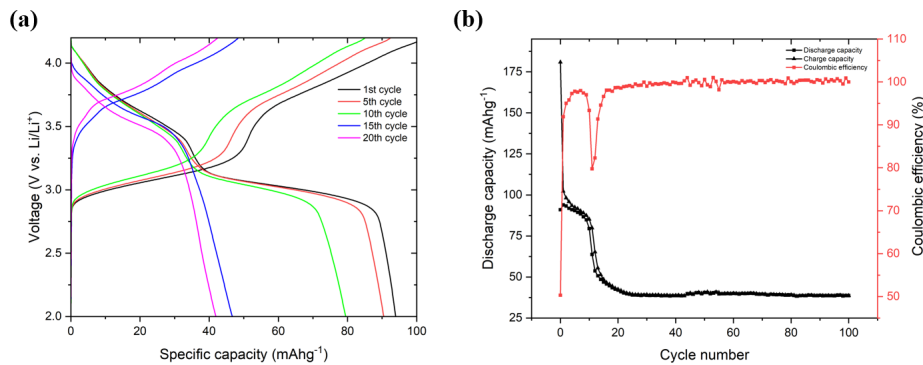 (a)
4.0
3.5
3.0
2.5
2.0
Voltage (V vs. Li/Li⁺)
1st cycle
5th cycle
10th cycle
15th cycle
20th cycle
0 20 40 60 80 100
Specific capacity (mAhg⁻¹)
(b)
175
150
125
100
75
50
25
Discharge capacity (mAhg⁻¹)
Discharge capacity
Charge capacity
Coulombic efficiency
110
100
90
80
70
60
50
Coulombic efficiency (%)
0 20 40 60 80 100
Cycle number